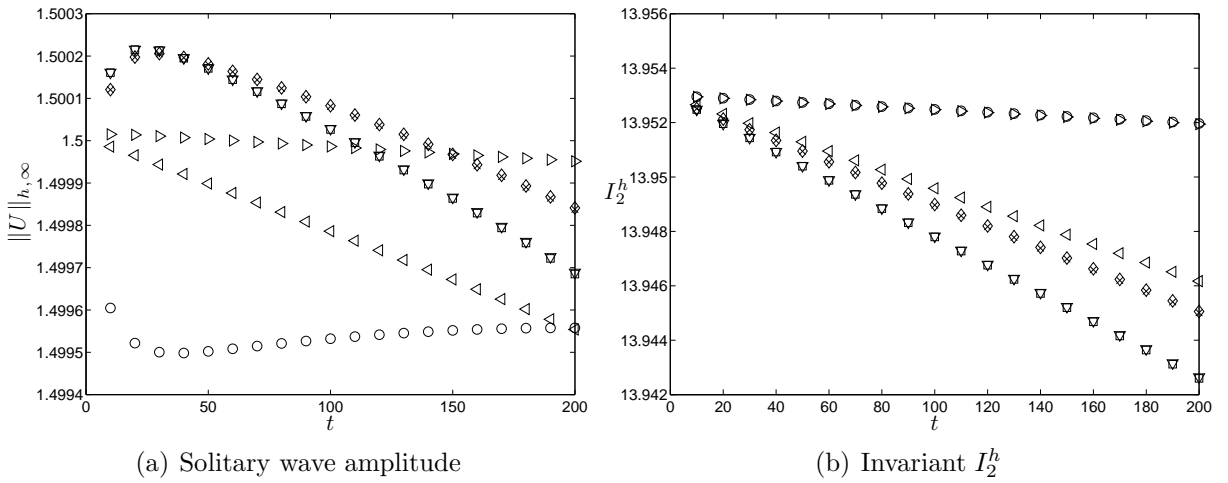 1.5003
1.5002
1.5001
1.5
1.4999
1.4998
1.4997
1.4996
1.4995
1.4994
‖U‖h,∞
0 50 100 150 200
t
(a) Solitary wave amplitude
13.956
13.954
13.952
13.95
13.948
13.946
13.944
13.942
I₂ʰ
0 20 40 60 80 100 120 140 160 180 200
t
(b) Invariant I₂ʰ